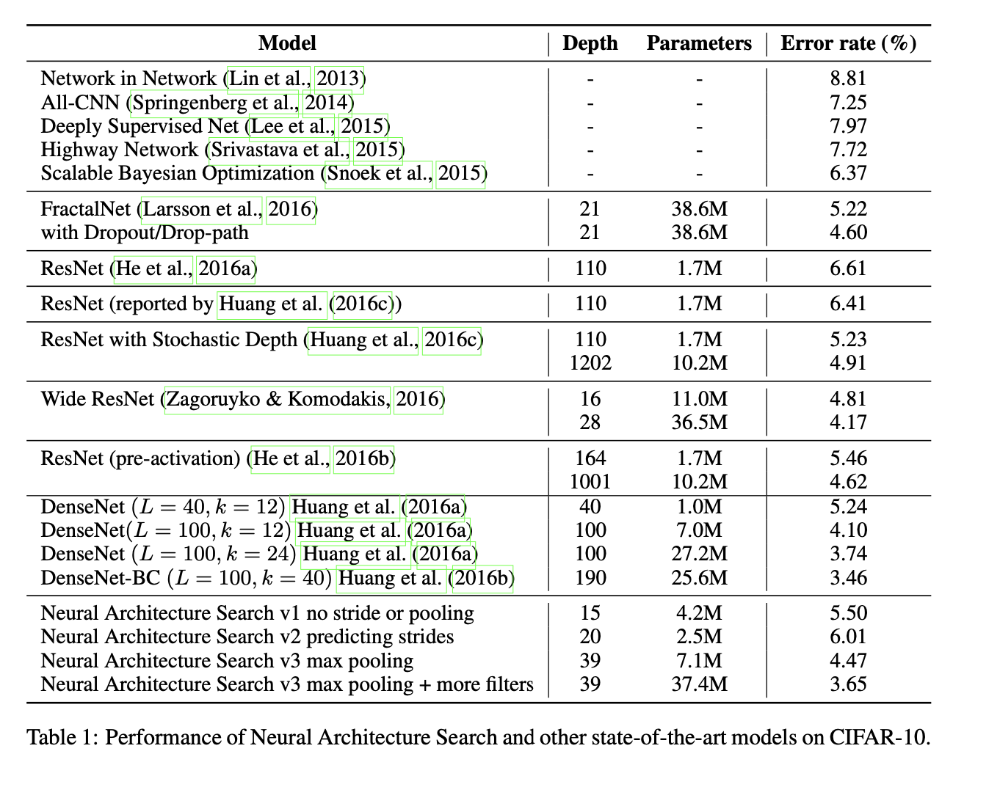 Model Depth Parameters Error rate (%)
Network in Network (Lin et al., 2013) - - 8.81
All-CNN (Springenberg et al., 2014) - - 7.25
Deeply Supervised Net (Lee et al., 2015) - - 7.97
Highway Network (Srivastava et al., 2015) - - 7.72
Scalable Bayesian Optimization (Snoek et al., 2015) - - 6.37
FractalNet (Larsson et al., 2016) 21 38.6M 5.22
with Dropout/Drop-path 21 38.6M 4.60
ResNet (He et al., 2016a) 110 1.7M 6.61
ResNet (reported by Huang et al. (2016c)) 110 1.7M 6.41
ResNet with Stochastic Depth (Huang et al., 2016c) 110 1.7M 5.23
1202 10.2M 4.91
Wide ResNet (Zagoruyko & Komodakis, 2016) 16 11.0M 4.81
28 36.5M 4.17
ResNet (pre-activation) (He et al., 2016b) 164 1.7M 5.46
1001 10.2M 4.62
DenseNet (L = 40, k = 12) Huang et al. (2016a) 40 1.0M 5.24
DenseNet(L = 100, k = 12) Huang et al. (2016a) 100 7.0M 4.10
DenseNet (L = 100, k = 24) Huang et al. (2016a) 100 27.2M 3.74
DenseNet-BC (L = 100, k = 40) Huang et al. (2016b) 190 25.6M 3.46
Neural Architecture Search v1 no stride or pooling 15 4.2M 5.50
Neural Architecture Search v2 predicting strides 20 2.5M 6.01
Neural Architecture Search v3 max pooling 39 7.1M 4.47
Neural Architecture Search v3 max pooling + more filters 39 37.4M 3.65
Table 1: Performance of Neural Architecture Search and other state-of-the-art models on CIFAR-10.